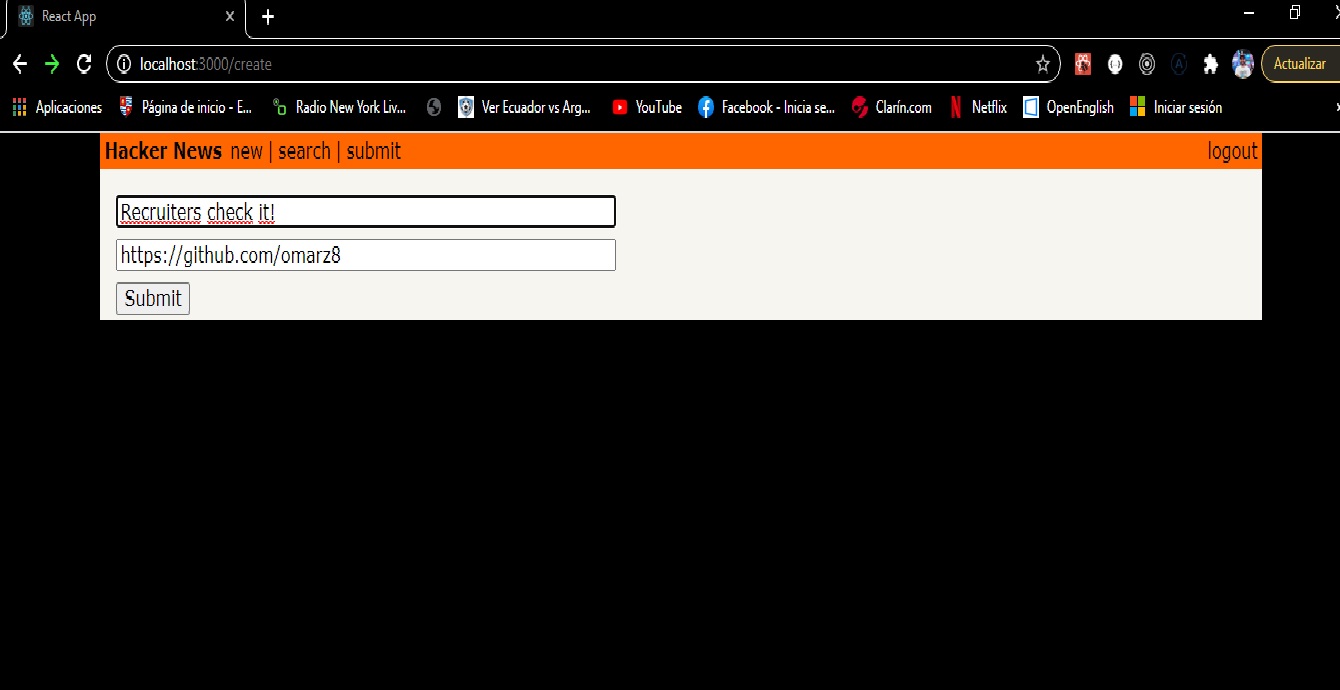 React App
localhost:3000/create
Actualizar
Aplicaciones Página de inicio - E... Radio New York Liv... Ver Ecuador vs Arg... YouTube Facebook - Inicia se... Clarín.com Netflix OpenEnglish Iniciar sesión
Hacker News new | search | submit logout
Recruiters check it!
https://github.com/omarz8
Submit